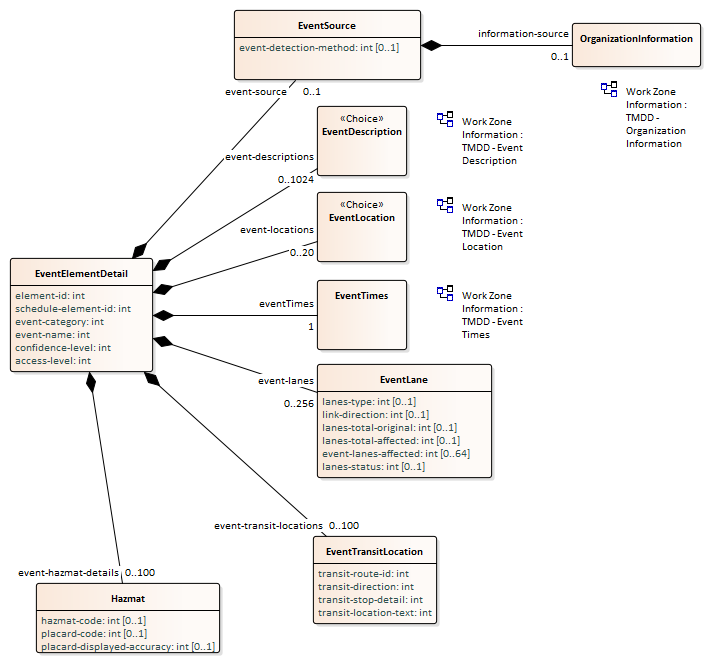 EventSource
event-detection-method: int [0..1]
information-source
0..1
OrganizationInformation
Work Zone
Information :
TMDD -
Organization
Information
event-source 0..1
«Choice»
EventDescription
event-descriptions
0..1024
Work Zone
Information :
TMDD - Event
Description
«Choice»
EventLocation
event-locations
0..20
Work Zone
Information :
TMDD - Event
Location
EventElementDetail
element-id: int
schedule-element-id: int
event-category: int
event-name: int
confidence-level: int
access-level: int
EventTimes
eventTimes
1
Work Zone
Information :
TMDD - Event
Times
event-lanes
0..256
EventLane
lanes-type: int [0..1]
link-direction: int [0..1]
lanes-total-original: int [0..1]
lanes-total-affected: int [0..1]
event-lanes-affected: int [0..64]
lanes-status: int [0..1]
event-transit-locations 0..100
EventTransitLocation
transit-route-id: int
transit-direction: int
transit-stop-detail: int
transit-location-text: int
event-hazmat-details 0..100
Hazmat
hazmat-code: int [0..1]
placard-code: int [0..1]
placard-displayed-accuracy: int [0..1]